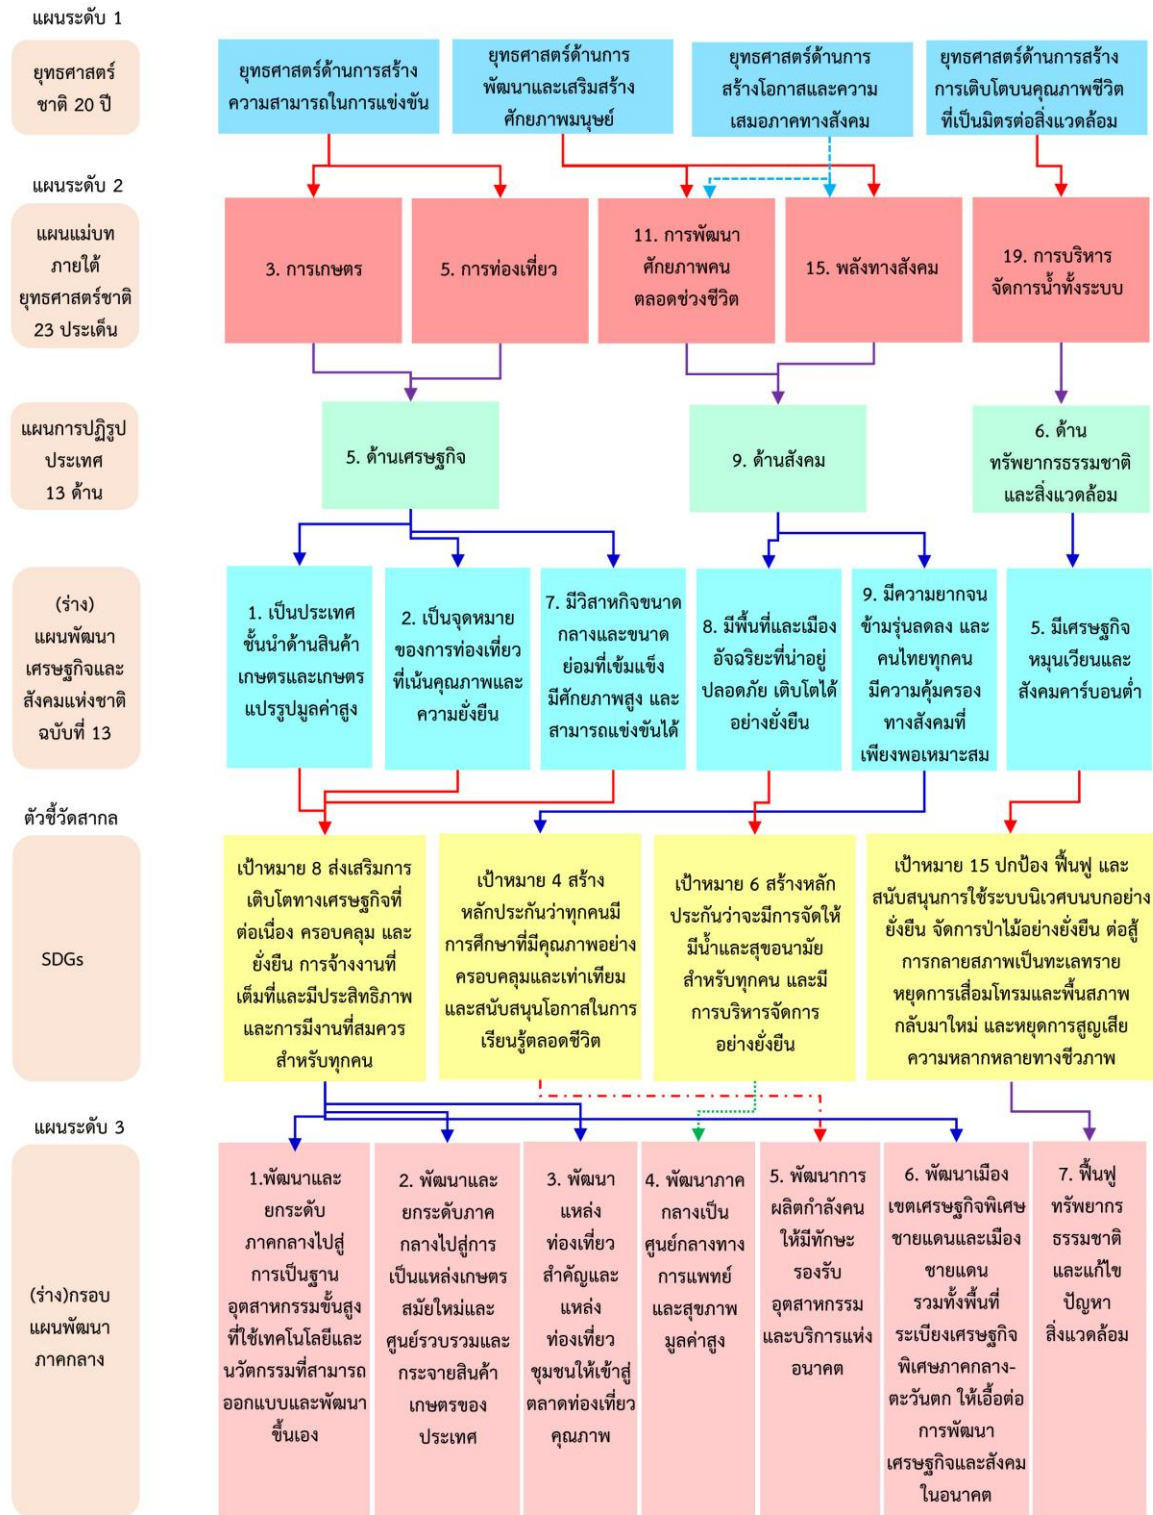 แผนระดับ 1
ยุทธศาสตร์
ชาติ 20 ปี
ยุทธศาสตร์ด้านการสร้าง
ความสามารถในการแข่งขัน
ยุทธศาสตร์ด้านการ
พัฒนาและเสริมสร้าง
ศักยภาพมนุษย์
ยุทธศาสตร์ด้านการ
สร้างโอกาสและความ
เสมอภาคทางสังคม
ยุทธศาสตร์ด้านการสร้าง
การเติบโตบนคุณภาพชีวิต
ที่เป็นมิตรต่อสิ่งแวดล้อม
แผนระดับ 2
แผนแม่บท
ภายใต้
ยุทธศาสตร์ชาติ
23 ประเด็น
3. การเกษตร
5. การท่องเที่ยว
11. การพัฒนา
ศักยภาพคน
ตลอดช่วงชีวิต
15. พลังทางสังคม
19. การบริหาร
จัดการน้ำทั้งระบบ
แผนการปฏิรูป
ประเทศ
13 ด้าน
5. ด้านเศรษฐกิจ
9. ด้านสังคม
6. ด้าน
ทรัพยากรธรรมชาติ
และสิ่งแวดล้อม
(ร่าง)
แผนพัฒนา
เศรษฐกิจและ
สังคมแห่งชาติ
ฉบับที่ 13
1. เป็นประเทศ
ชั้นนำด้านสินค้า
เกษตรและเกษตร
แปรรูปมูลค่าสูง
2. เป็นจุดหมาย
ของการท่องเที่ยว
ที่เน้นคุณภาพและ
ความยั่งยืน
7. มีวิสาหกิจขนาด
กลางและขนาด
ย่อมที่เข้มแข็ง
มีศักยภาพสูง และ
สามารถแข่งขันได้
8. มีพื้นที่และเมือง
อัจฉริยะที่น่าอยู่
ปลอดภัย เติบโตได้
อย่างยั่งยืน
9. มีความยากจน
ข้ามรุ่นลดลง และ
คนไทยทุกคน
มีความคุ้มครอง
ทางสังคมที่
เพียงพอเหมาะสม
5. มีเศรษฐกิจ
หมุนเวียนและ
สังคมคาร์บอนต่ำ
ตัวชี้วัดสากล
SDGs
เป้าหมาย 8 ส่งเสริมการ
เติบโตทางเศรษฐกิจที่
ต่อเนื่อง ครอบคลุม และ
ยั่งยืน การจ้างงานที่
เต็มที่และมีประสิทธิภาพ
และการมีงานที่สมควร
สำหรับทุกคน
เป้าหมาย 4 สร้าง
หลักประกันว่าทุกคนมี
การศึกษาที่มีคุณภาพอย่าง
ครอบคลุมและเท่าเทียม
และสนับสนุนโอกาสในการ
เรียนรู้ตลอดชีวิต
เป้าหมาย 6 สร้างหลัก
ประกันว่าจะมีการจัดให้
มีน้ำและสุขอนามัย
สำหรับทุกคน และมี
การบริหารจัดการ
อย่างยั่งยืน
เป้าหมาย 15 ปกป้อง ฟื้นฟู และ
สนับสนุนการใช้ระบบนิเวศบนบกอย่าง
ยั่งยืน จัดการป่าไม้อย่างยั่งยืน ต่อสู้
การกลายสภาพเป็นทะเลทราย
หยุดการเสื่อมโทรมและพื้นสภาพ
กลับมาใหม่ และหยุดการสูญเสีย
ความหลากหลายทางชีวภาพ
แผนระดับ 3
(ร่าง)กรอบ
แผนพัฒนา
ภาคกลาง
1.พัฒนาและ
ยกระดับ
ภาคกลางไปสู่
การเป็นฐาน
อุตสาหกรรมขั้นสูง
ที่ใช้เทคโนโลยีและ
นวัตกรรมที่สามารถ
ออกแบบและพัฒนา
ขึ้นเอง
2. พัฒนาและ
ยกระดับภาค
กลางไปสู่การ
เป็นแหล่งเกษตร
สมัยใหม่และ
ศูนย์รวบรวมและ
กระจายสินค้า
เกษตรของ
ประเทศ
3. พัฒนา
แหล่ง
ท่องเที่ยว
สำคัญและ
แหล่ง
ท่องเที่ยว
ชุมชนให้เข้าสู่
ตลาดท่องเที่ยว
คุณภาพ
4. พัฒนาภาค
กลางเป็น
ศูนย์กลางทาง
การแพทย์
และสุขภาพ
มูลค่าสูง
5. พัฒนาการ
ผลิตกำลังคน
ให้มีทักษะ
รองรับ
อุตสาหกรรม
และบริการแห่ง
อนาคต
6. พัฒนาเมือง
เขตเศรษฐกิจพิเศษ
ชายแดนและเมือง
ชายแดน
รวมทั้งพื้นที่
ระเบียงเศรษฐกิจ
พิเศษภาคกลาง-
ตะวันตก ให้เอื้อต่อ
การพัฒนา
เศรษฐกิจและสังคม
ในอนาคต
7. ฟื้นฟู
ทรัพยากร
ธรรมชาติ
และแก้ไข
ปัญหา
สิ่งแวดล้อม